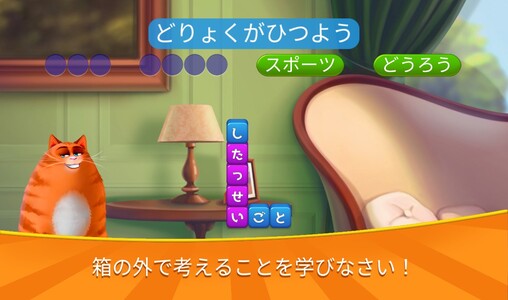 どりょくがひつよう
スポーツ
どうろう
し
た
っ
せ
いごと
箱の外で考えることを学びなさい！